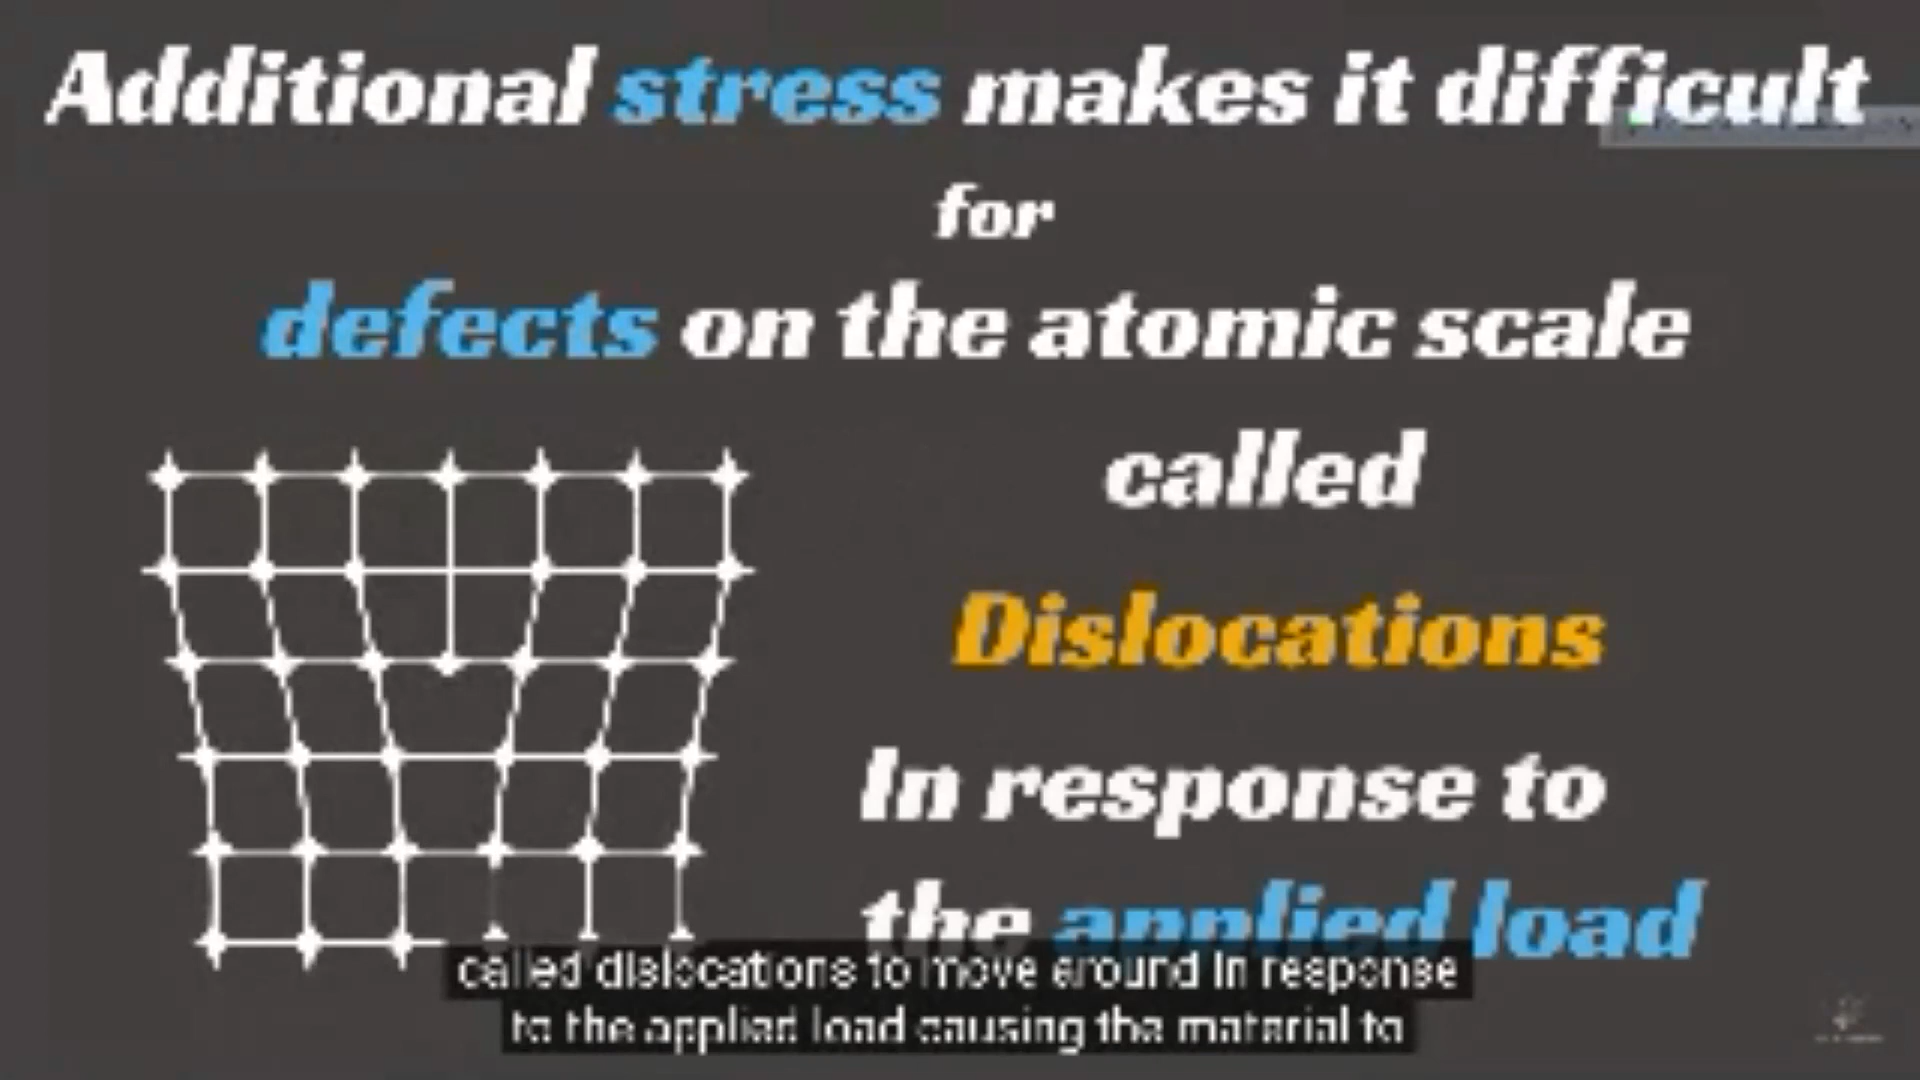 Additional stress makes it difficult
for
defects on the atomic scale
called
Dislocations
In response to
the applied load
called dislocations to move around in response
to the applied load causing the material to